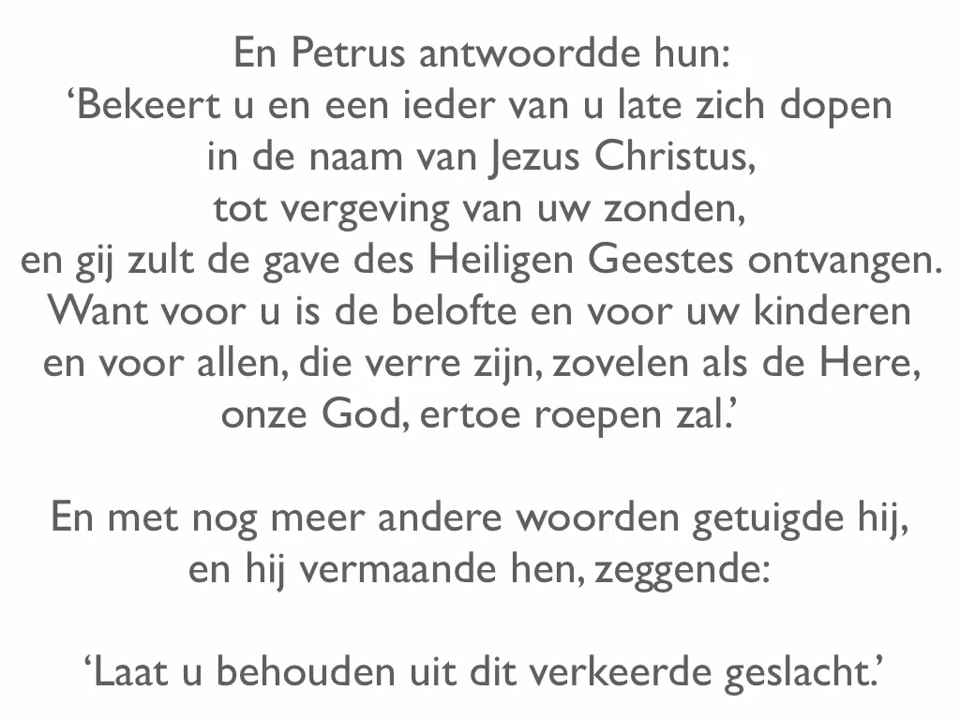 En Petrus antwoordde hun:
‘Bekeert u en een ieder van u late zich dopen
in de naam van Jezus Christus,
tot vergeving van uw zonden,
en gij zult de gave des Heiligen Geestes ontvangen.
Want voor u is de belofte en voor uw kinderen
en voor allen, die verre zijn, zovelen als de Here,
onze God, ertoe roepen zal.’
En met nog meer andere woorden getuigde hij,
en hij vermaande hen, zeggende:
‘Laat u behouden uit dit verkeerde geslacht.’